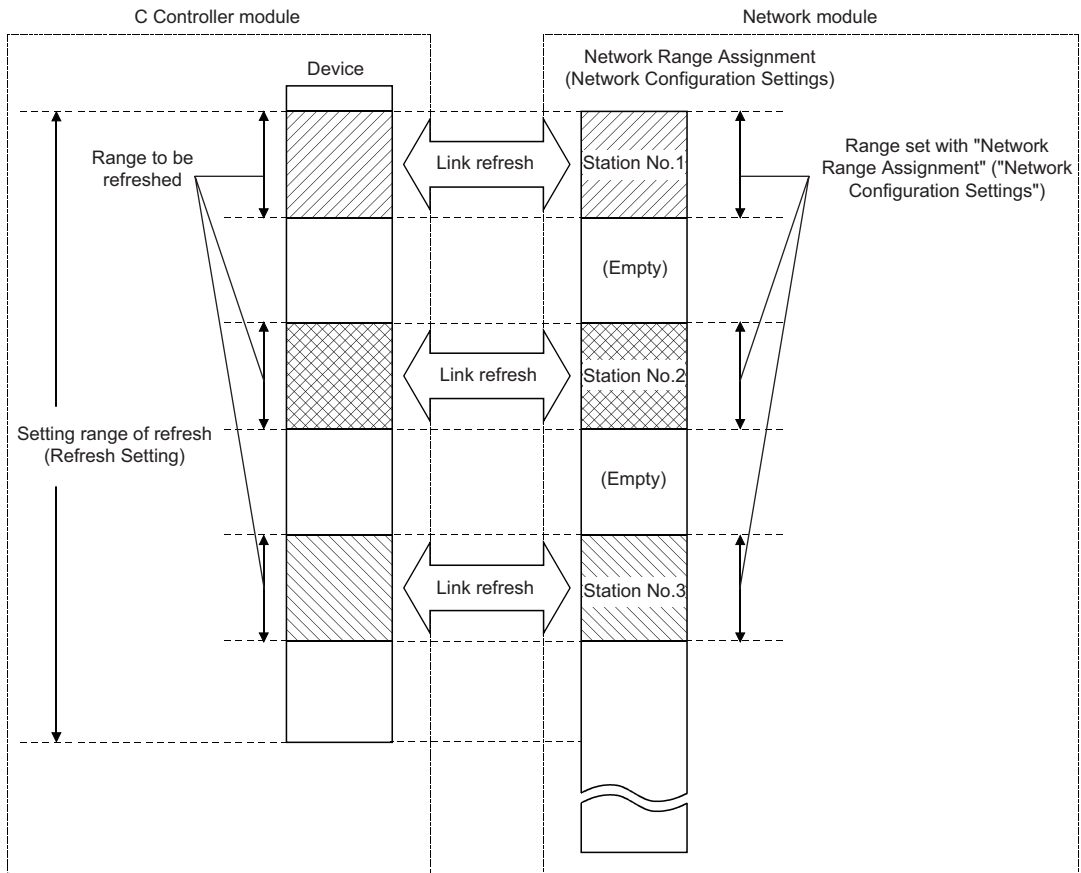 C Controller module
Network module
Device
Network Range Assignment
(Network Configuration Settings)
Range to be
refreshed
Link refresh
Station No.1
Range set with "Network
Range Assignment" ("Network
Configuration Settings")
(Empty)
Link refresh
Station No.2
Setting range of refresh
(Refresh Setting)
(Empty)
Link refresh
Station No.3